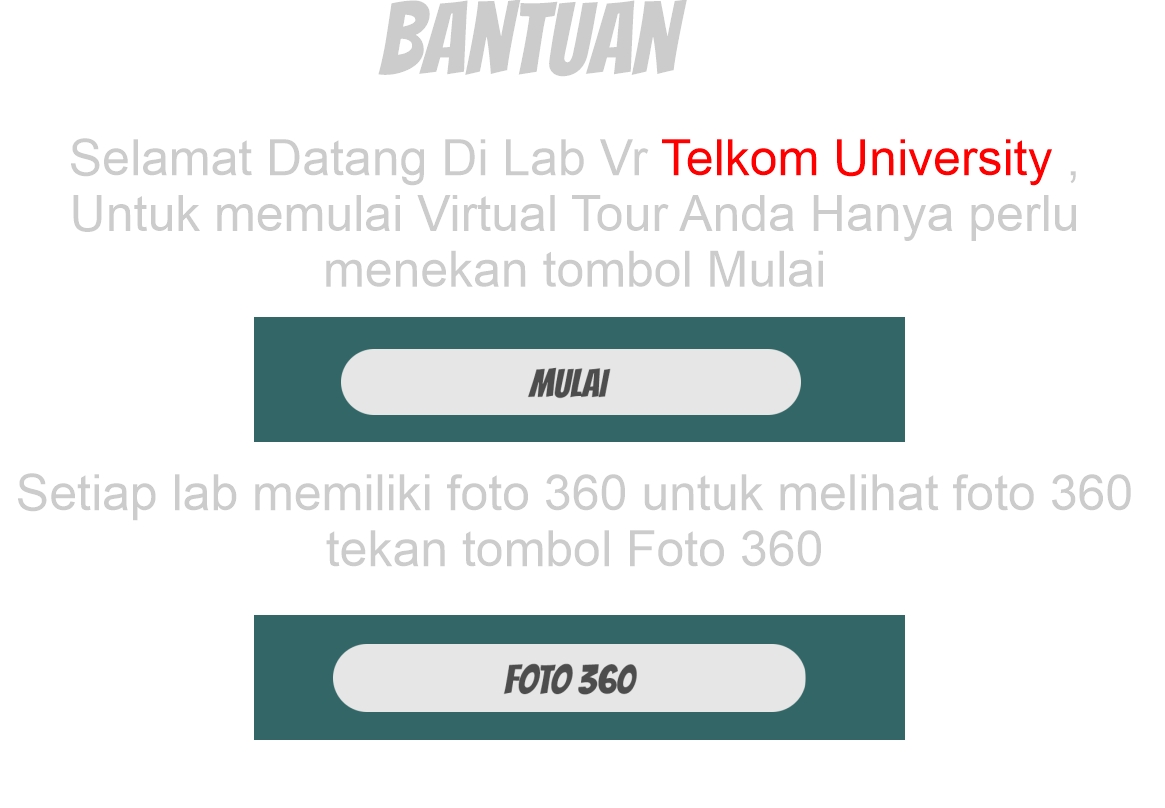 BANTUAN
Selamat Datang Di Lab Vr Telkom University ,
Untuk memulai Virtual Tour Anda Hanya perlu
menekan tombol Mulai
MULAI
Setiap lab memiliki foto 360 untuk melihat foto 360
tekan tombol Foto 360
FOTO 360